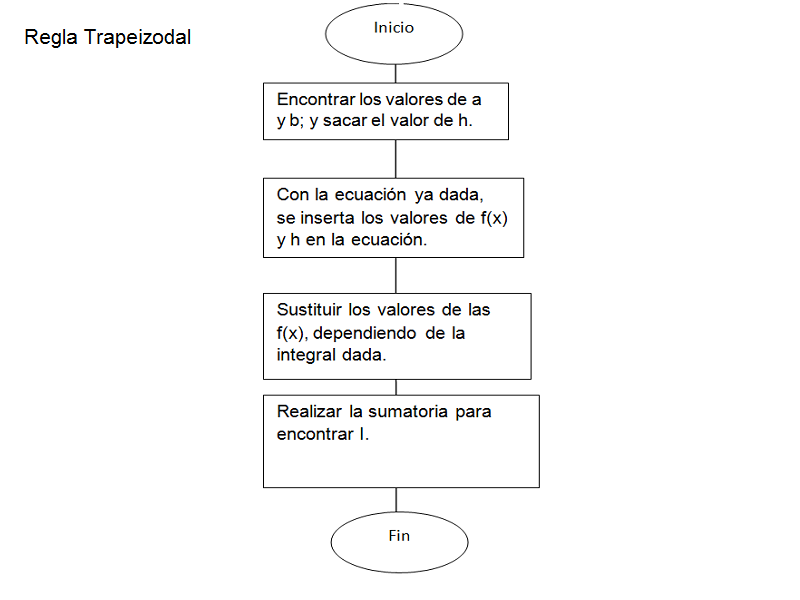 Regla Trapeizodal
Inicio
Encontrar los valores de a
y b; y sacar el valor de h.
Con la ecuación ya dada,
se inserta los valores de f(x)
y h en la ecuación.
Sustituir los valores de las
f(x), dependiendo de la
integral dada.
Realizar la sumatoria para
encontrar I.
Fin